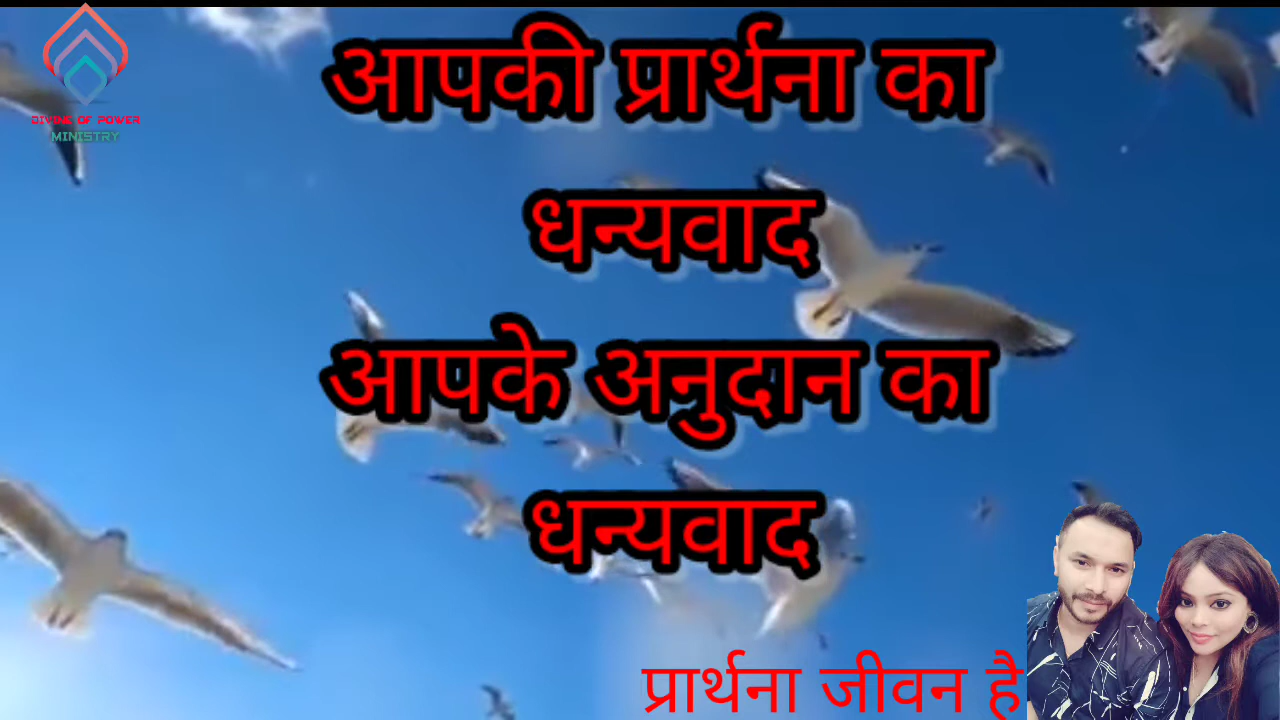 DIVINE OF POWER
MINISTRY
आपकी प्रार्थना का
धन्यवाद
आपके अनुदान का
धन्यवाद
प्रार्थना जीवन है